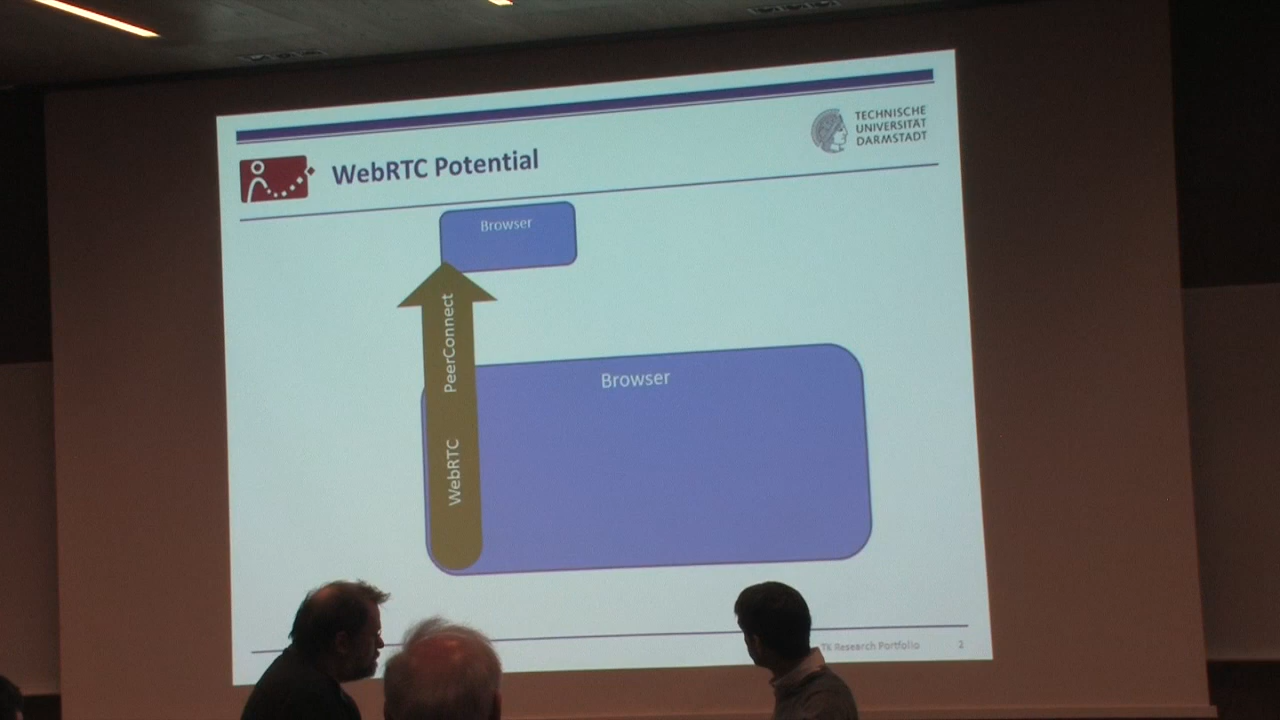 TECHNISCHE
UNIVERSITÄT
DARMSTADT
WebRTC Potential
Browser
PeerConnect
Browser
WebRTC
TK Research Portfolio
2